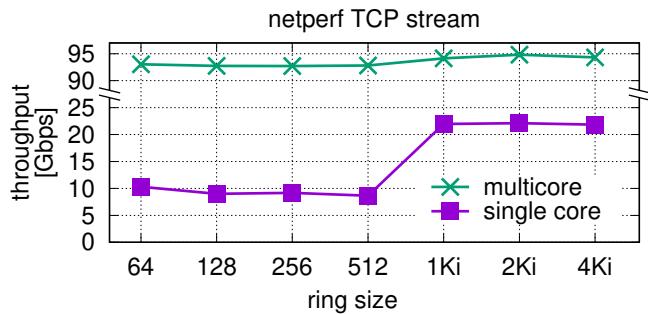 netperf TCP stream
throughput
[Gbps]
95
90
25
20
15
10
5
0
multicore
single core
64 128 256 512 1Ki 2Ki 4Ki
ring size